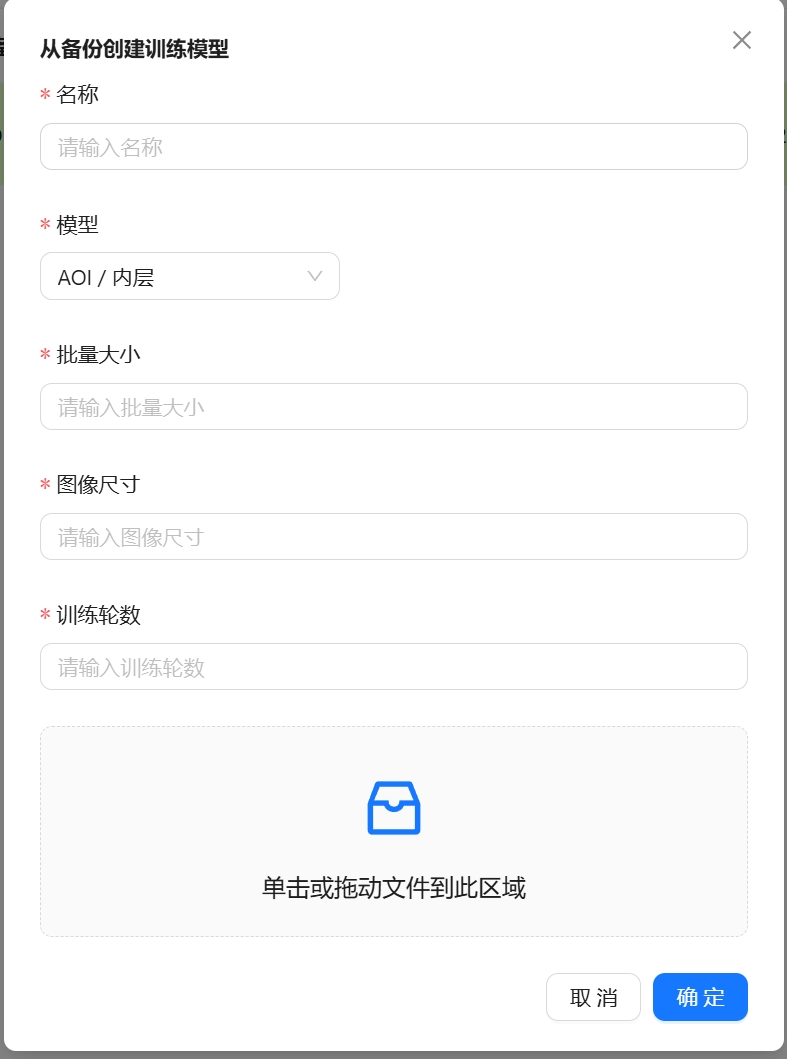 从备份创建训练模型
* 名称
请输入名称
* 模型
AOI / 内层
* 批量大小
请输入批量大小
* 图像尺寸
请输入图像尺寸
* 训练轮数
请输入训练轮数
单击或拖动文件到此区域
取 消
确 定